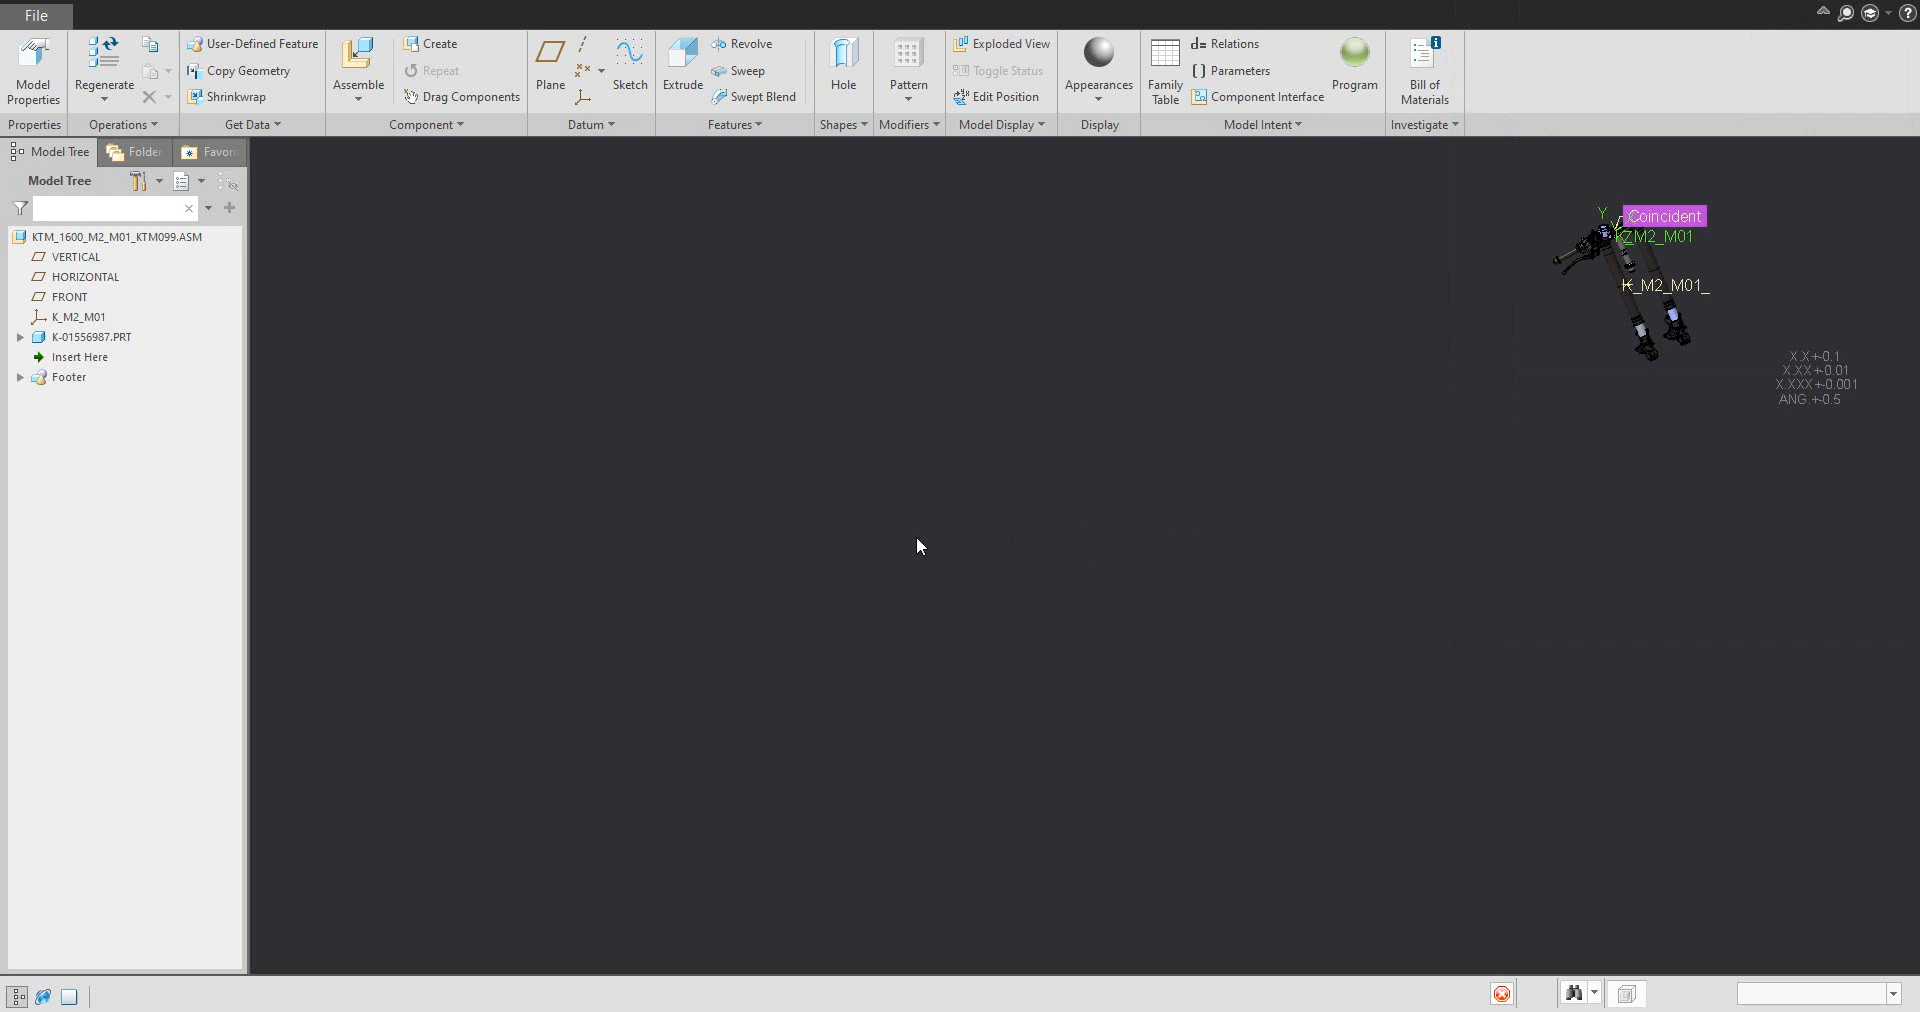 File
Model
Properties
Regenerate
User-Defined Feature
Copy Geometry
Shrinkwrap
Assemble
Create
Repeat
Drag Components
Plane
Sketch
Extrude
Revolve
Sweep
Swept Blend
Hole
Pattern
Exploded View
Toggle Status
Edit Position
Appearances
Family
Table
d= Relations
Parameters
Component Interface
Program
Bill of
Materials
Properties
Operations
Get Data
Component
Datum
Features
Shapes
Modifiers
Model Display
Display
Model Intent
Investigate
Model Tree
Folder
Favori
Model Tree
KTM_1600_M2_M01_KTM099.ASM
VERTICAL
HORIZONTAL
FRONT
K_M2_M01
K-01556987.PRT
Insert Here
Footer
Y
Coincident
K_M2_M01_
X.X+-0.1
X.XX+-0.01
X.XXX+-0.001
ANG.+-0.5